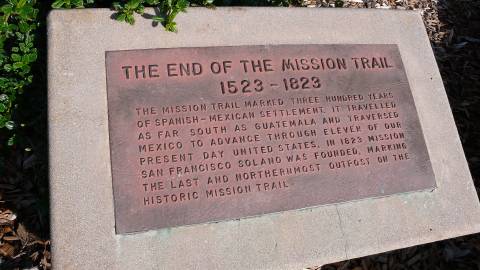 THE END OF THE MISSION TRAIL
1523-1823
THE MISSION TRAIL MARKED THREE HUNDRED YEARS
OF SPANISH-MEXICAN SETTLEMENT. IT TRAVELLED
AS FAR SOUTH AS GUATEMALA AND TRAVERSED
MEXICO TO ADVANCE THROUGH ELEVEN OF OUR
PRESENT DAY UNITED STATES. IN 1823, MISSION
SAN FRANCISCO SOLANO WAS FOUNDED, MARKING
THE LAST AND NORTHERNMOST OUTPOST ON THE
HISTORIC MISSION TRAIL.